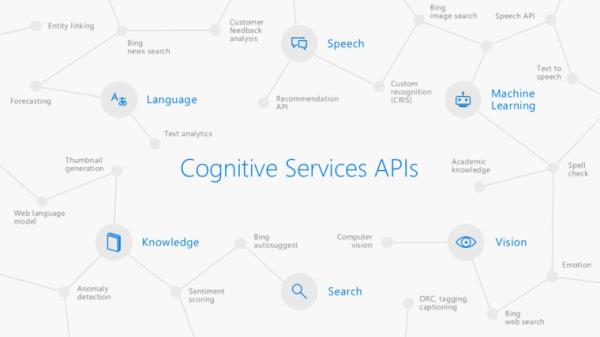 Entity linking
Bing
news search
Customer
feedback
analysis
Speech
Bing
image search
Speech API
Text to
speech
Forecasting
Language
Recommendation
API
Custom
recognition
(CRIS)
Machine
Learning
Text analytics
Cognitive Services APIs
Thumbnail
generation
Academic
knowledge
Spell
check
Web language
model
Knowledge
Bing
autosuggest
Computer
vision
Vision
Emotion
Anomaly
detection
Sentiment
scoring
Search
ORC, tagging,
captioning
Bing
web search